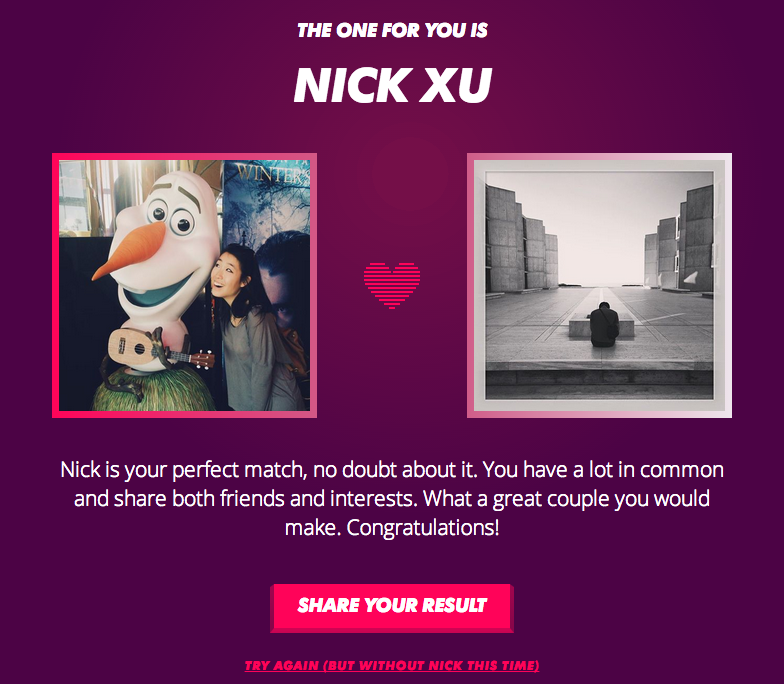 THE ONE FOR YOU IS
NICK XU
WINTER'S
Nick is your perfect match, no doubt about it. You have a lot in common
and share both friends and interests. What a great couple you would
make. Congratulations!
SHARE YOUR RESULT
TRY AGAIN (BUT WITHOUT NICK THIS TIME)